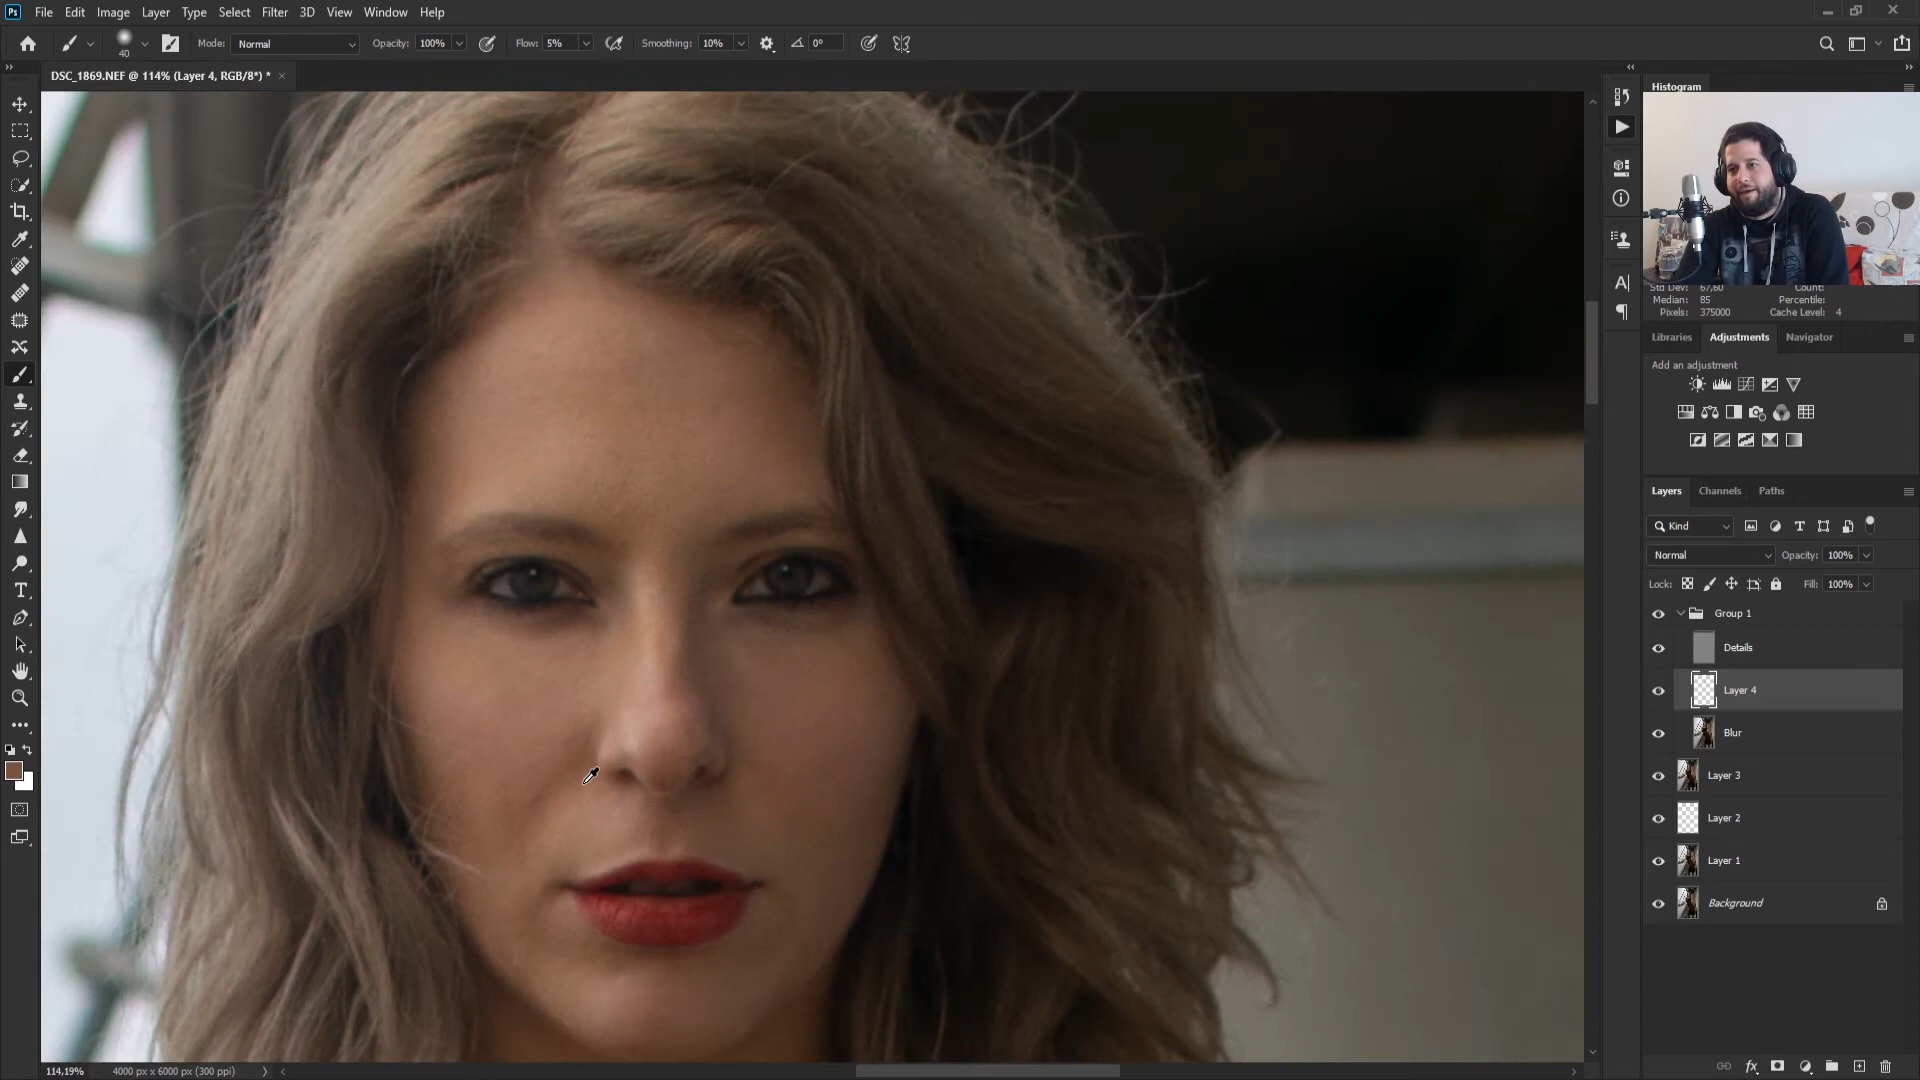 Ps File Edit Image Layer Type Select Filter 3D View Window Help
40 Mode: Normal Opacity: 100% Flow: 5% Smoothing: 10% 0°
DSC_1869.NEF @ 114% (Layer 4, RGB/8*) *
Histogram
Std Dev: 67,60 Count:
Median: 85 Percentile:
Pixels: 375000 Cache Level: 4
Libraries Adjustments Navigator
Add an adjustment
Layers Channels Paths
Kind
Normal Opacity: 100%
Lock: Fill: 100%
Group 1
Details
Layer 4
Blur
Layer 3
Layer 2
Layer 1
Background
114,19% 4000 px x 6000 px (300 ppi)